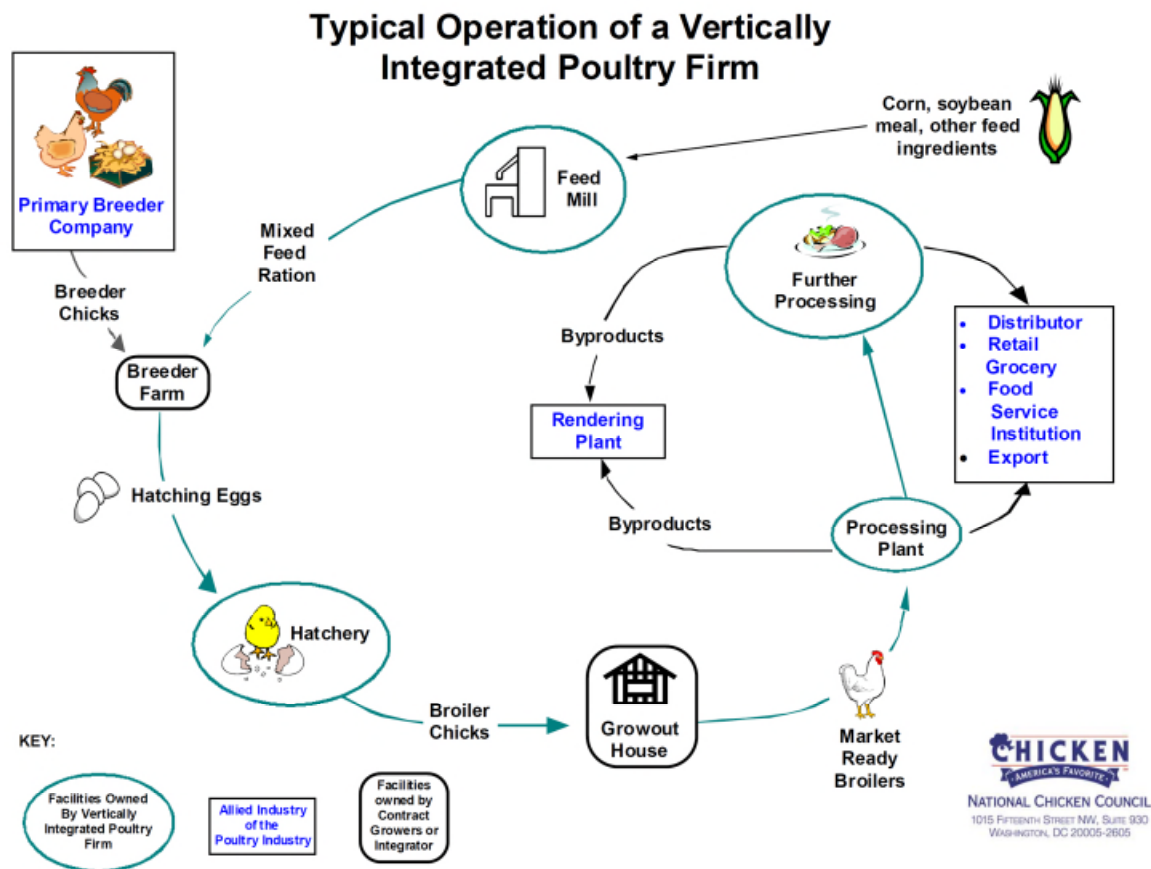 Typical Operation of a Vertically
Integrated Poultry Firm
Primary Breeder
Company
Corn, soybean
meal, other feed
ingredients
Feed
Mill
Mixed
Feed
Ration
Breeder
Chicks
Breeder
Farm
Further
Processing
Byproducts
Rendering
Plant
• Distributor
• Retail
Grocery
• Food
Service
Institution
• Export
Hatching Eggs
Byproducts
Processing
Plant
Hatchery
Broiler
Chicks
Growout
House
Market
Ready
Broilers
KEY:
Facilities Owned
By Vertically
Integrated Poultry
Firm
Allied Industry
of the
Poultry Industry
Facilities
owned by
Contract
Growers or
Integrator
CHICKEN
·AMERICA'S FAVORITE·
NATIONAL CHICKEN COUNCIL
1015 FIFTEENTH STREET NW, SUITE 930
WASHINGTON, DC 20005-2605